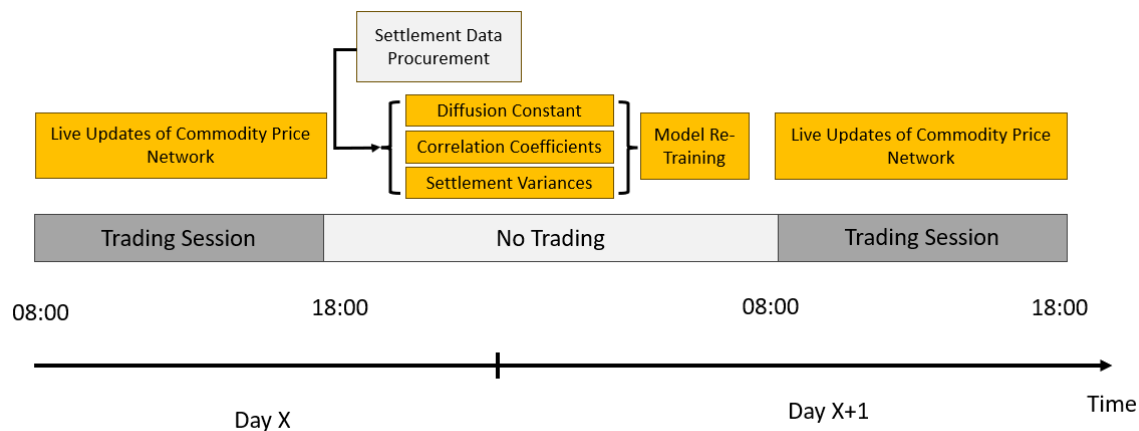 Settlement Data
Procurement
Live Updates of Commodity Price
Network
Diffusion Constant
Correlation Coefficients
Settlement Variances
Model Re-
Training
Live Updates of Commodity Price
Network
Trading Session
No Trading
Trading Session
08:00
18:00
08:00
18:00
Day X
Day X+1
Time